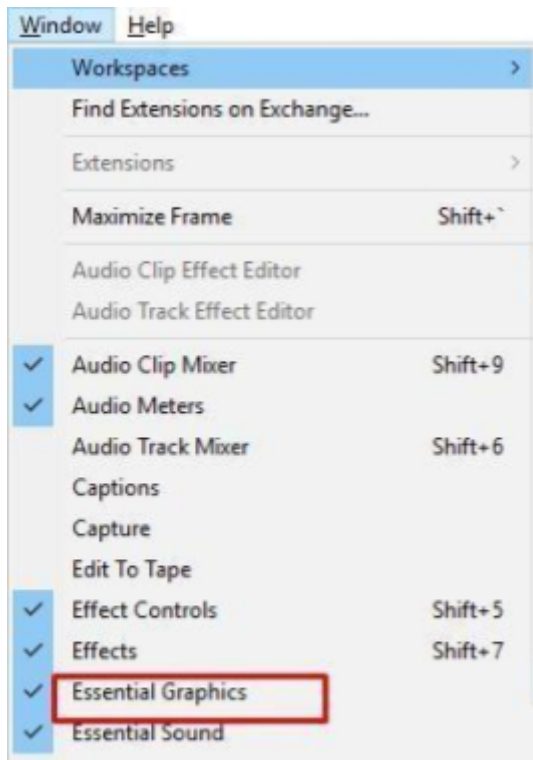 Window Help
Workspaces
Find Extensions on Exchange...
Extensions
Maximize Frame Shift+`
Audio Clip Effect Editor
Audio Track Effect Editor
Audio Clip Mixer Shift+9
Audio Meters
Audio Track Mixer Shift+6
Captions
Capture
Edit To Tape
Effect Controls Shift+5
Effects Shift+7
Essential Graphics
Essential Sound